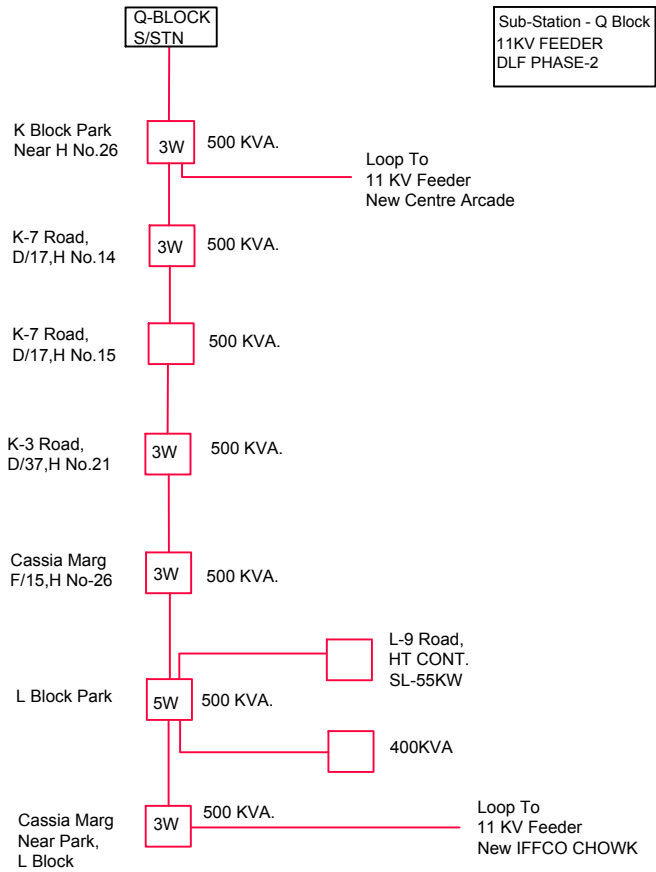 Q-BLOCK
S/STN
Sub-Station - Q Block
11KV FEEDER
DLF PHASE-2
K Block Park
Near H No.26
3W
500 KVA.
Loop To
11 KV Feeder
New Centre Arcade
K-7 Road,
D/17,H No.14
3W
500 KVA.
K-7 Road,
D/17,H No.15
500 KVA.
K-3 Road,
D/37,H No.21
3W
500 KVA.
Cassia Marg
F/15,H No-26
3W
500 KVA.
L-9 Road,
HT CONT.
SL-55KW
L Block Park
5W
500 KVA.
400KVA
Cassia Marg
Near Park,
L Block
3W
500 KVA.
Loop To
11 KV Feeder
New IFFCO CHOWK